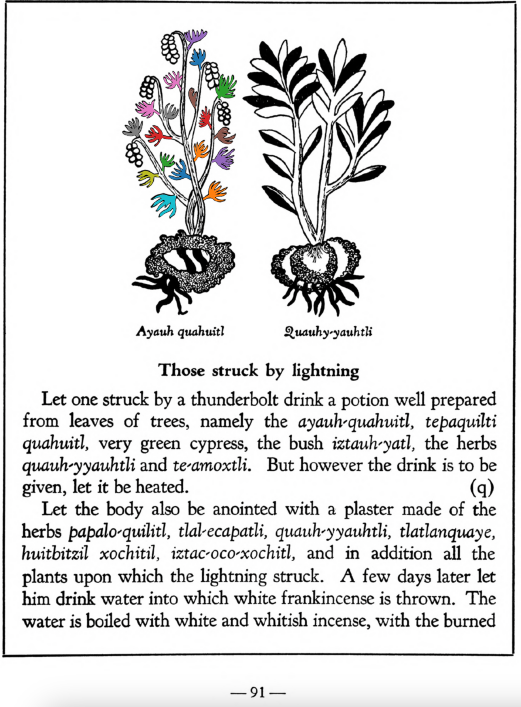 Ayauh quahuitl
Quauhy-yauhtli
Those struck by lightning
Let one struck by a thunderbolt drink a potion well prepared
from leaves of trees, namely the ayauh-quahuitl, tepaquilti
quahuitl, very green cypress, the bush iztauh-yatl, the herbs
quauh-yyauhtli and te-amoxtli. But however the drink is to be
given, let it be heated. (q)
Let the body also be anointed with a plaster made of the
herbs papalo-quilitl, tlal-ecapatli, quauh-yyauhtli, tlatlanquaye,
huitbitzil xochitil, iztac-oco-xochitl, and in addition all the
plants upon which the lightning struck. A few days later let
him drink water into which white frankincense is thrown. The
water is boiled with white and whitish incense, with the burned
—91—